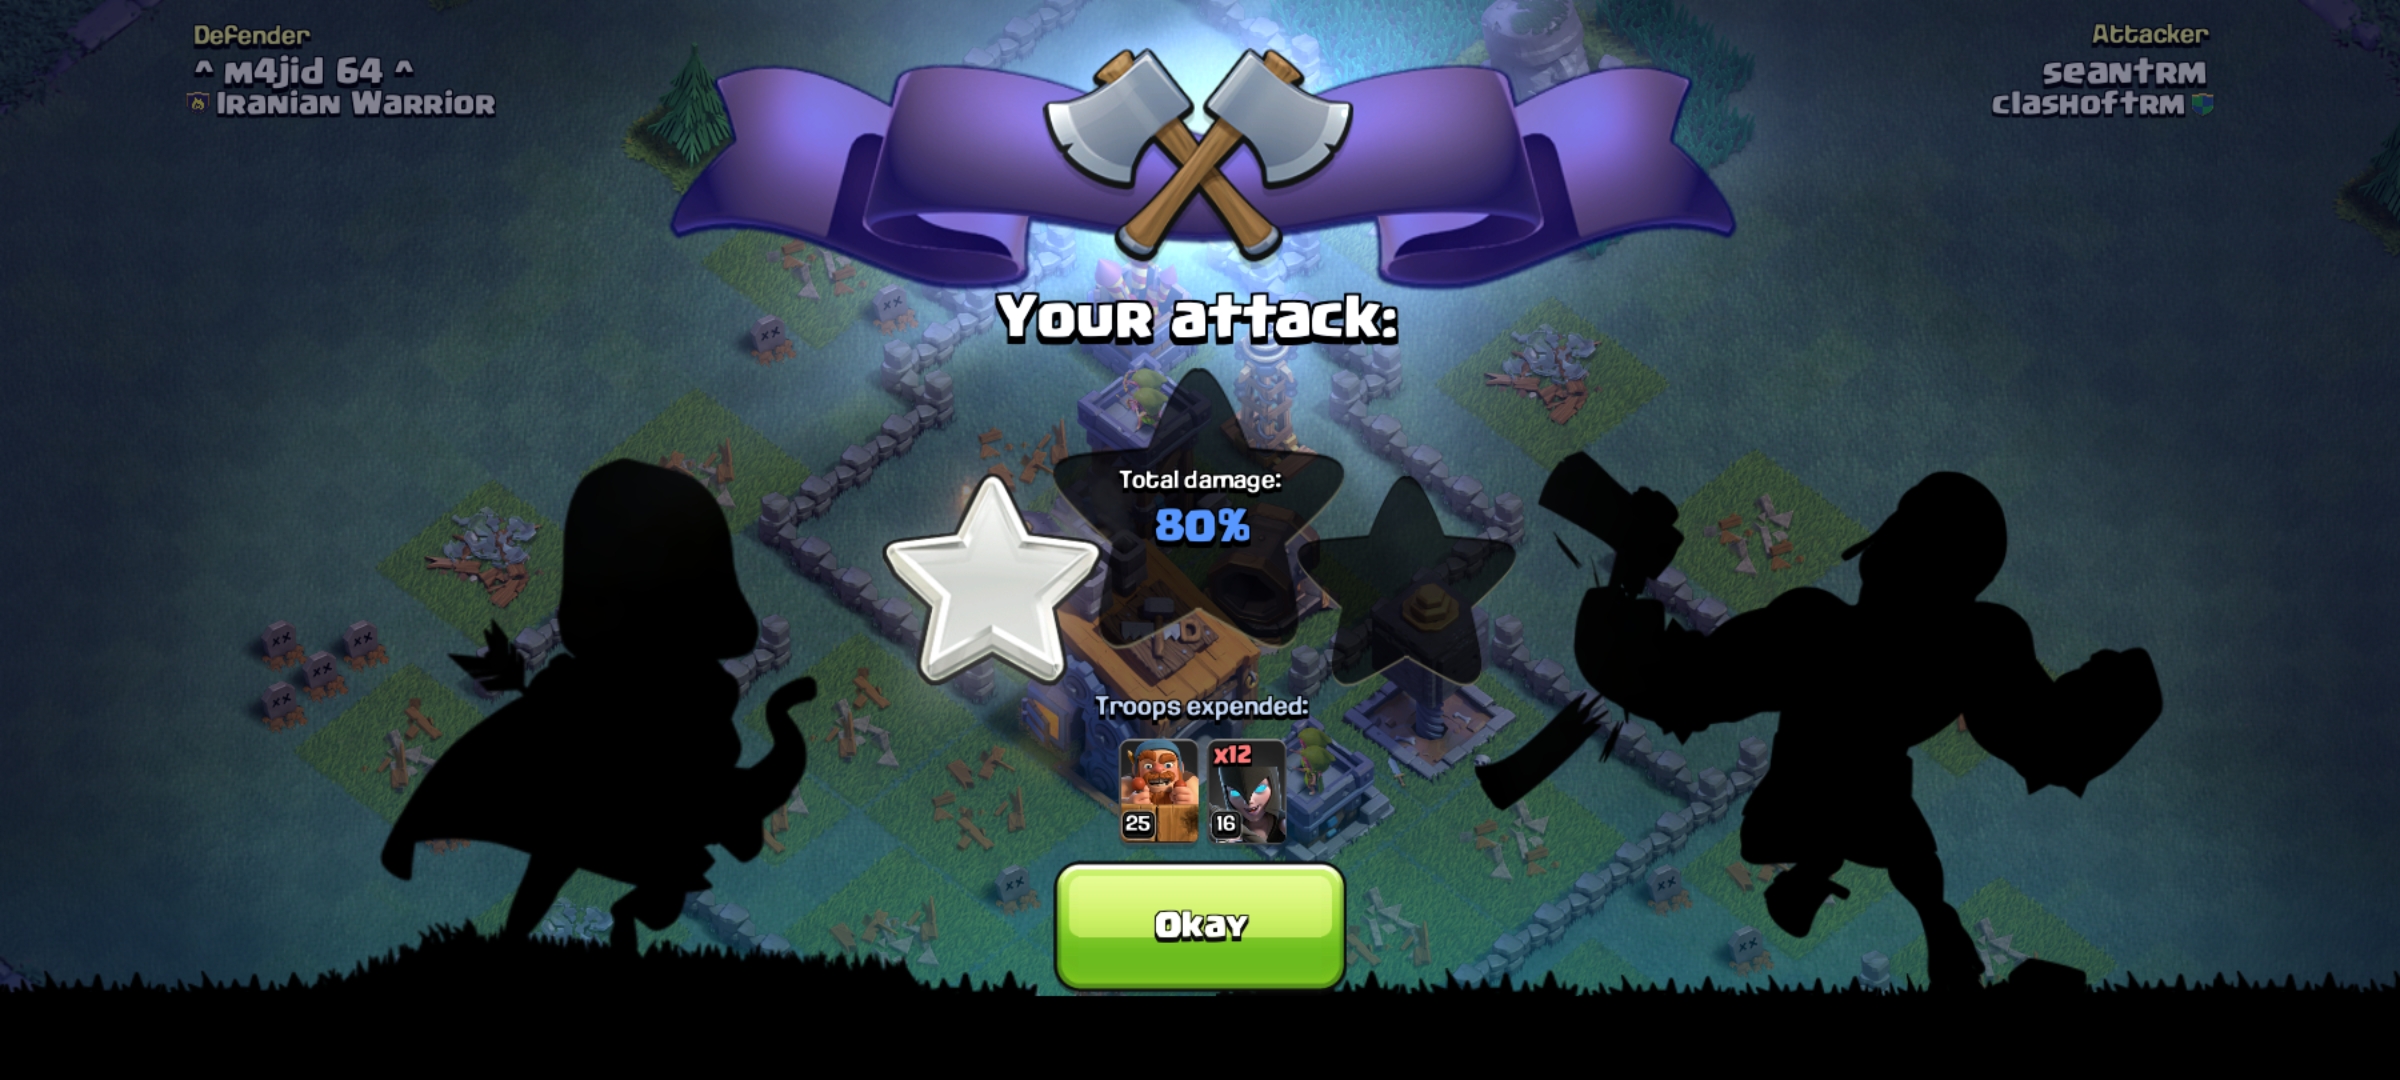 Defender
^ m4jid 64 ^
Iranian Warrior
Attacker
seantrm
clashoftrm
Your attack:
Total damage:
80%
Troops expended:
x12
25
16
Okay